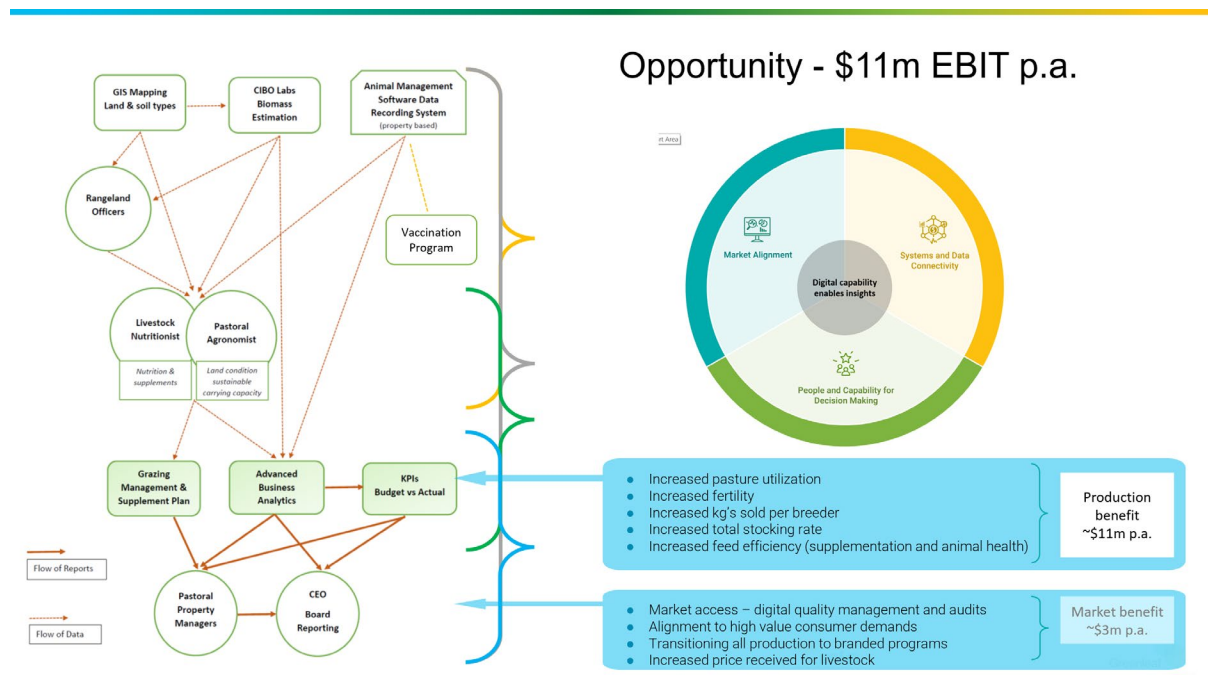 Opportunity - $11m EBIT p.a.
GIS Mapping
Land & soil types
CIBO Labs
Biomass
Estimation
Animal Management
Software Data
Recording System
(property based)
Rangeland
Officers
Vaccination
Program
Livestock
Nutritionist
Pastoral
Agronomist
Nutrition &
supplements
Land condition
sustainable
carrying capacity
Grazing
Management &
Supplement Plan
Advanced
Business
Analytics
KPIs
Budget vs Actual
Flow of Reports
Flow of Data
Pastoral
Property
Managers
CEO
Board
Reporting
rt Area
Market Alignment
Systems and Data
Connectivity
Digital capability
enables insights
People and Capability for
Decision Making
● Increased pasture utilization
● Increased fertility
● Increased kg's sold per breeder
● Increased total stocking rate
● Increased feed efficiency (supplementation and animal health)
Production
benefit
~$11m p.a.
● Market access – digital quality management and audits
● Alignment to high value consumer demands
● Transitioning all production to branded programs
● Increased price received for livestock
Market benefit
~$3m p.a.